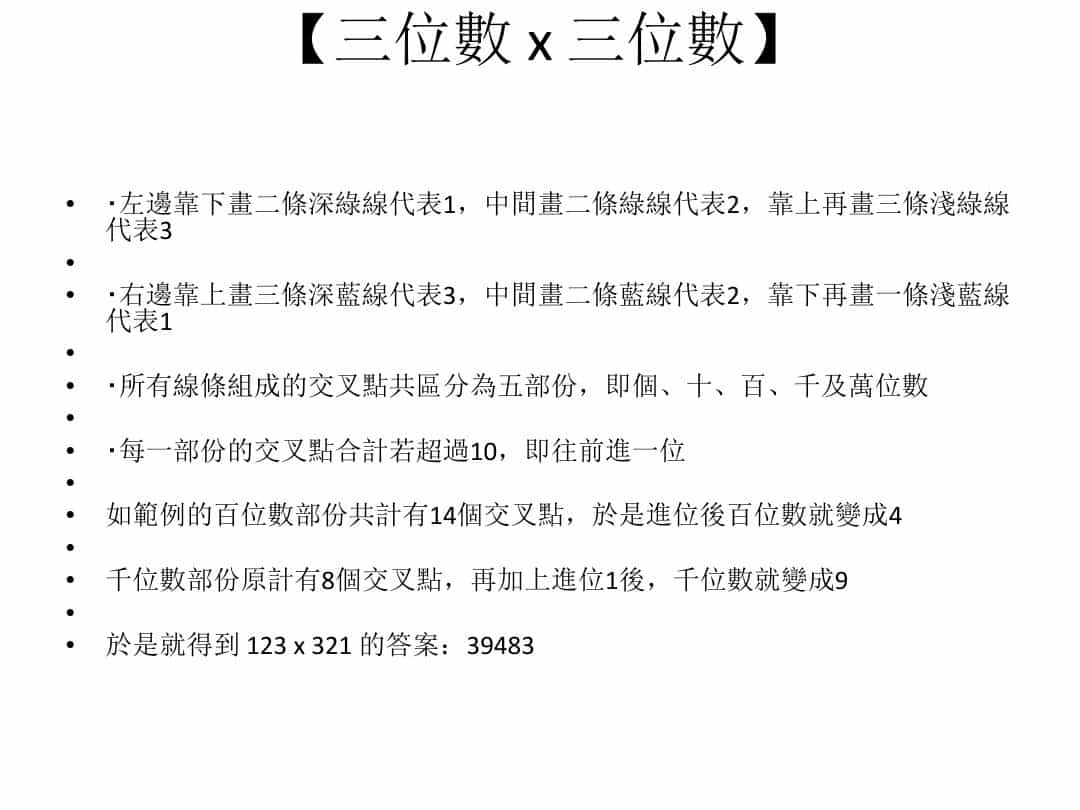 【三位數 x 三位數】
• ·左邊靠下畫二條深綠線代表1，中間畫二條綠線代表2，靠上再畫三條淺綠線
代表3
•
• ·右邊靠上畫三條深藍線代表3，中間畫二條藍線代表2，靠下再畫一條淺藍線
代表1
•
• ·所有線條組成的交叉點共區分為五部份，即個、十、百、千及萬位數
•
• ·每一部份的交叉點合計若超過10，即往前進一位
•
• 如範例的百位數部份共計有14個交叉點，於是進位後百位數就變成4
•
• 千位數部份原計有8個交叉點，再加上進位1後，千位數就變成9
•
• 於是就得到 123 x 321 的答案：39483